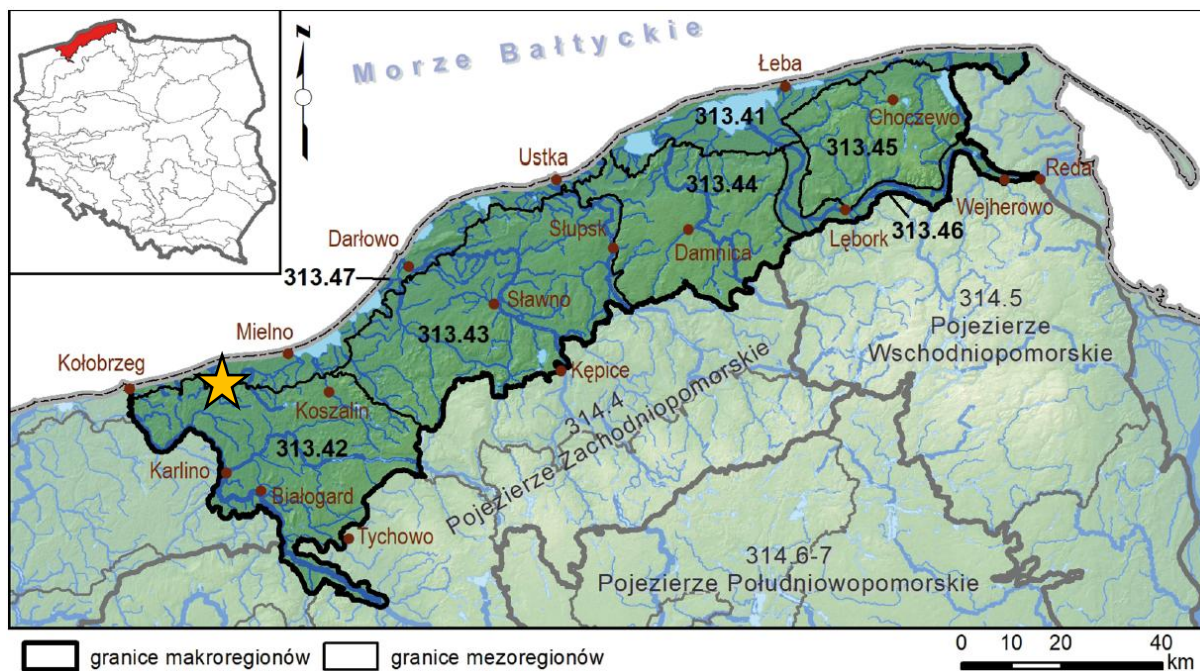 N
Morze Bałtyckie
Łeba
313.41
Choczewo
313.45
Ustka
313.44
Reda
Wejherowo
Słupsk
Darłowo
Damnica
Lębork
313.46
313.47
Sławno
314.5
Pojezierze
Wschodniopomorskie
Mielno
313.43
Kołobrzeg
Kępice
Koszalin
314.4
Pojezierze Zachodniopomorskie
313.42
Karlino
Białogard
Tychowo
314.6-7
Pojezierze Południowopomorskie
granice makroregionów
granice mezoregionów
0 10 20 40
km